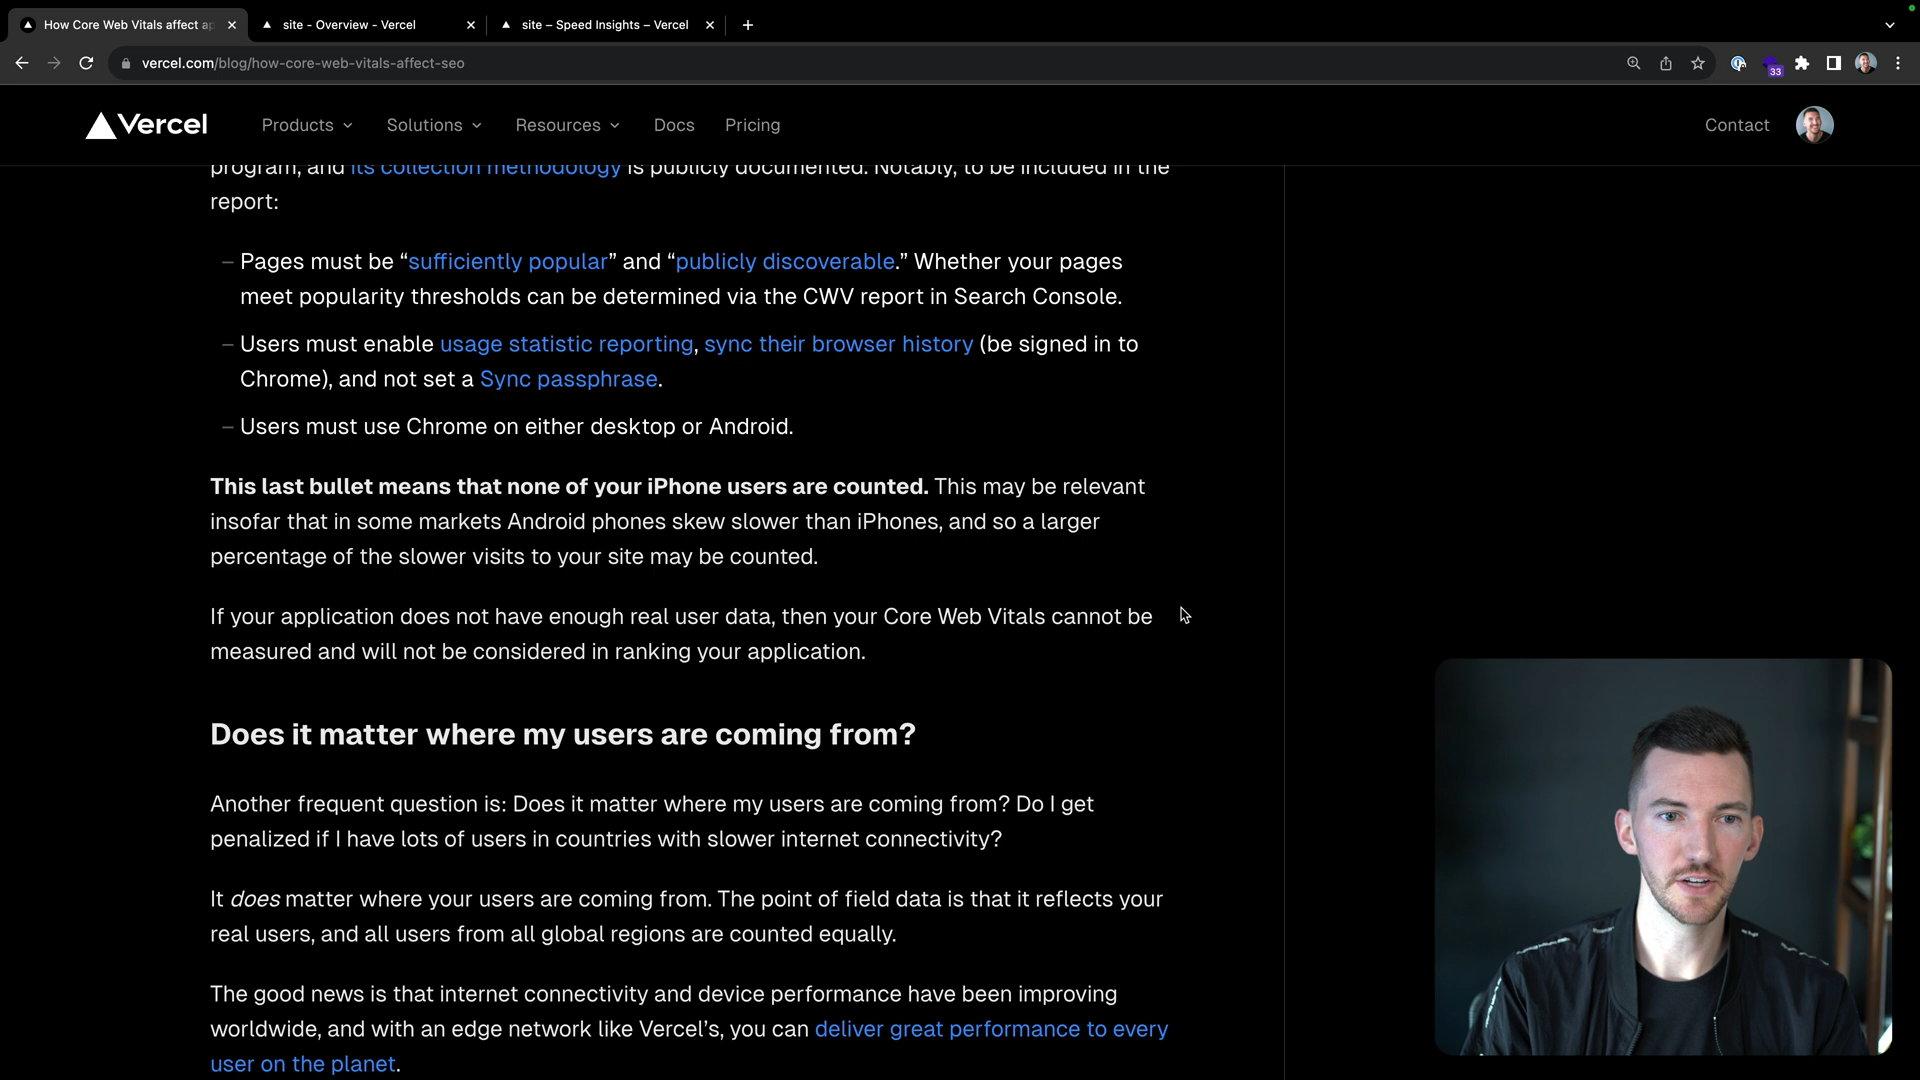 How Core Web Vitals affect ap
site - Overview - Vercel
site – Speed Insights – Vercel
vercel.com/blog/how-core-web-vitals-affect-seo
33
Vercel
Products
Solutions
Resources
Docs
Pricing
Contact
program, and its collection methodology is publicly documented. Notably, to be included in the
report:
– Pages must be “sufficiently popular” and “publicly discoverable.” Whether your pages
meet popularity thresholds can be determined via the CWV report in Search Console.
– Users must enable usage statistic reporting, sync their browser history (be signed in to
Chrome), and not set a Sync passphrase.
– Users must use Chrome on either desktop or Android.
This last bullet means that none of your iPhone users are counted. This may be relevant
insofar that in some markets Android phones skew slower than iPhones, and so a larger
percentage of the slower visits to your site may be counted.
If your application does not have enough real user data, then your Core Web Vitals cannot be
measured and will not be considered in ranking your application.
Does it matter where my users are coming from?
Another frequent question is: Does it matter where my users are coming from? Do I get
penalized if I have lots of users in countries with slower internet connectivity?
It does matter where your users are coming from. The point of field data is that it reflects your
real users, and all users from all global regions are counted equally.
The good news is that internet connectivity and device performance have been improving
worldwide, and with an edge network like Vercel’s, you can deliver great performance to every
user on the planet.